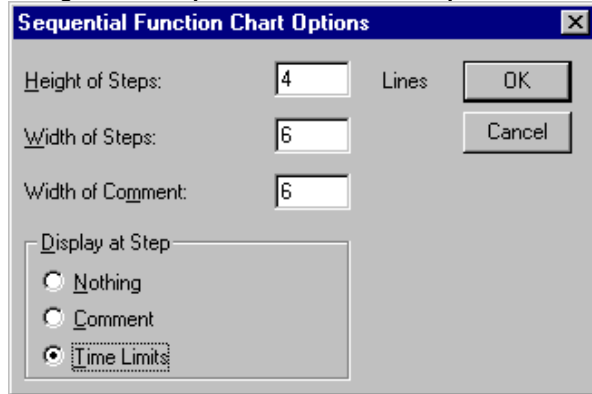 Sequential Function Chart Options
Height of Steps: 4 Lines OK
Width of Steps: 6 Cancel
Width of Comment: 6
Display at Step
Nothing
Comment
Time Limits